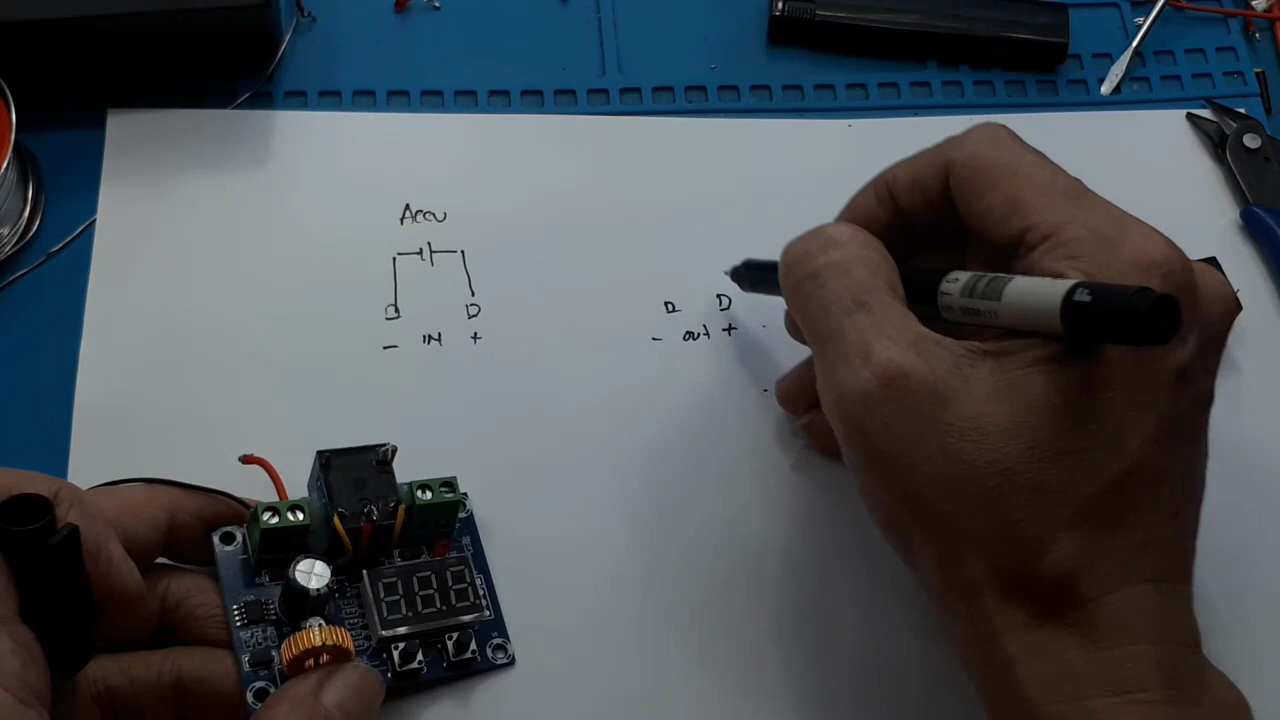 Accu
- IN +
- out +